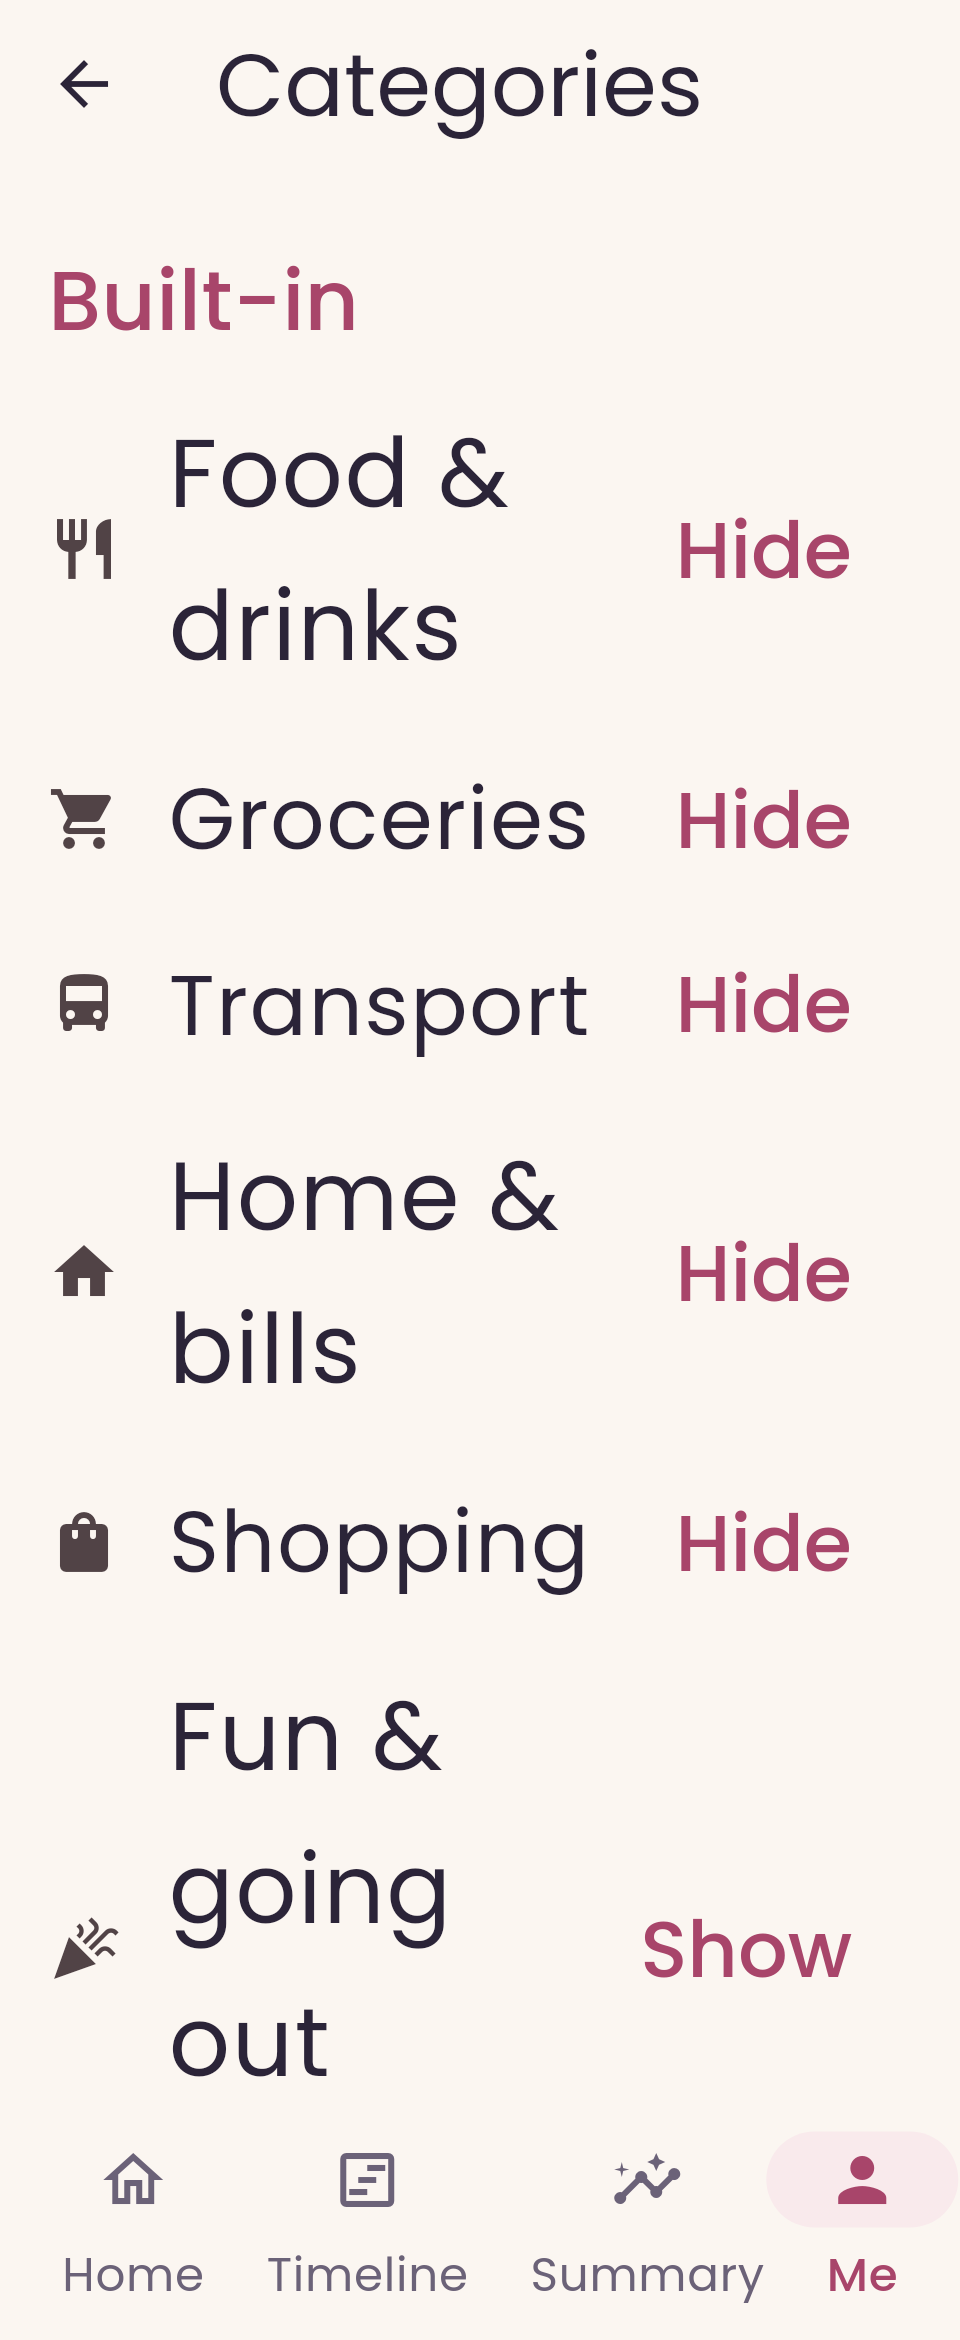 Categories
Built-in
Food &
drinks
Hide
Groceries
Hide
Transport
Hide
Home &
bills
Hide
Shopping
Hide
Fun &
going
out
Show
Home
Timeline
Summary
Me